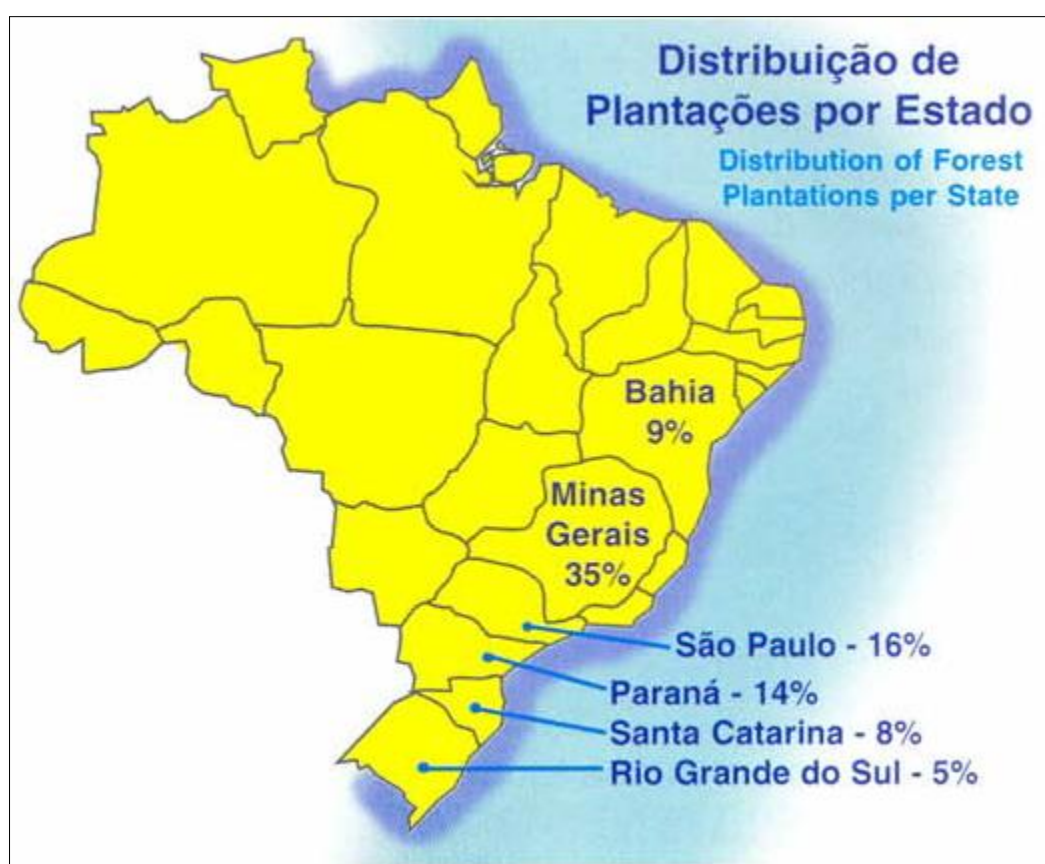 Distribuição de
Plantações por Estado
Distribution of Forest
Plantations per State
Bahia
9%
Minas
Gerais
35%
São Paulo - 16%
Paraná - 14%
Santa Catarina - 8%
Rio Grande do Sul - 5%